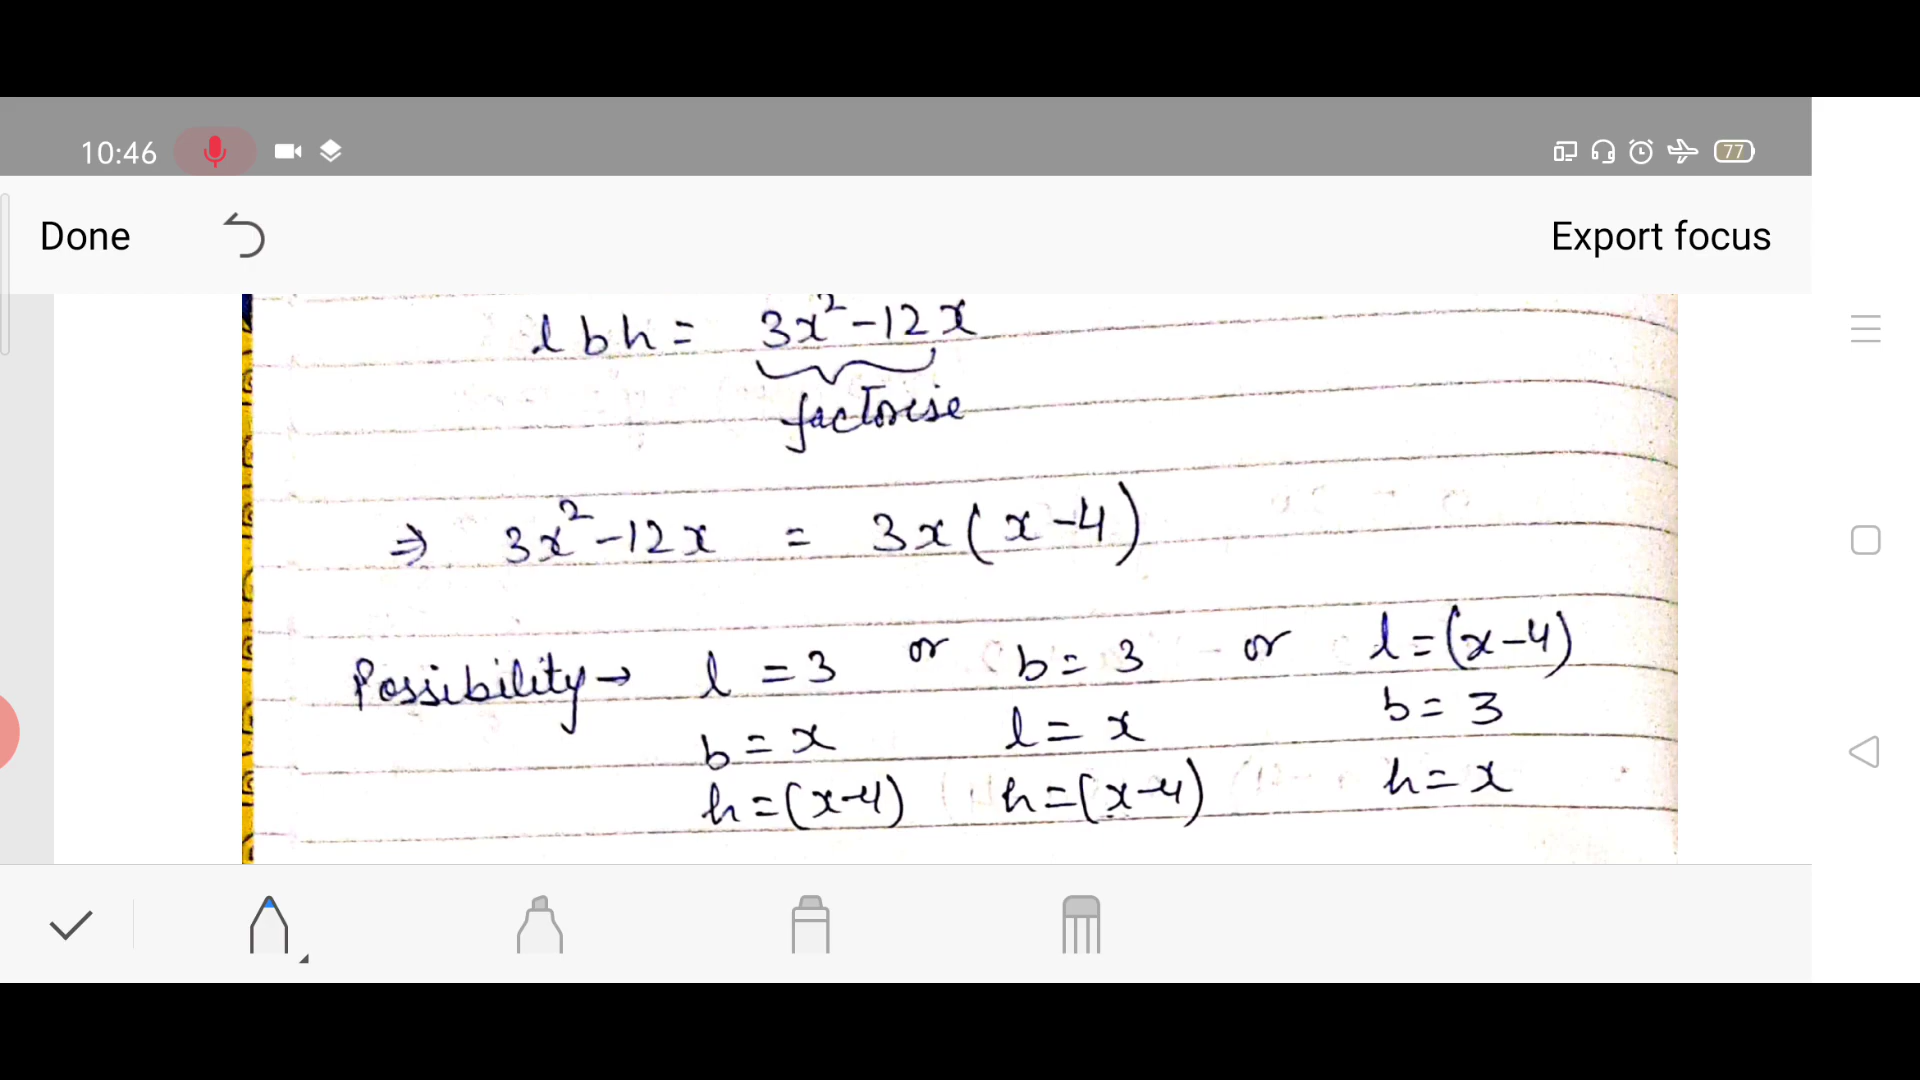 10:46
77
Done
Export focus
l b h = 3x²-12x
factorise
⇒ 3x²-12x = 3x(x-4)
Possibility → l = 3 or b = 3 or l = (x-4)
b = x l = x b = 3
h = (x-4) h = (x-4) h = x